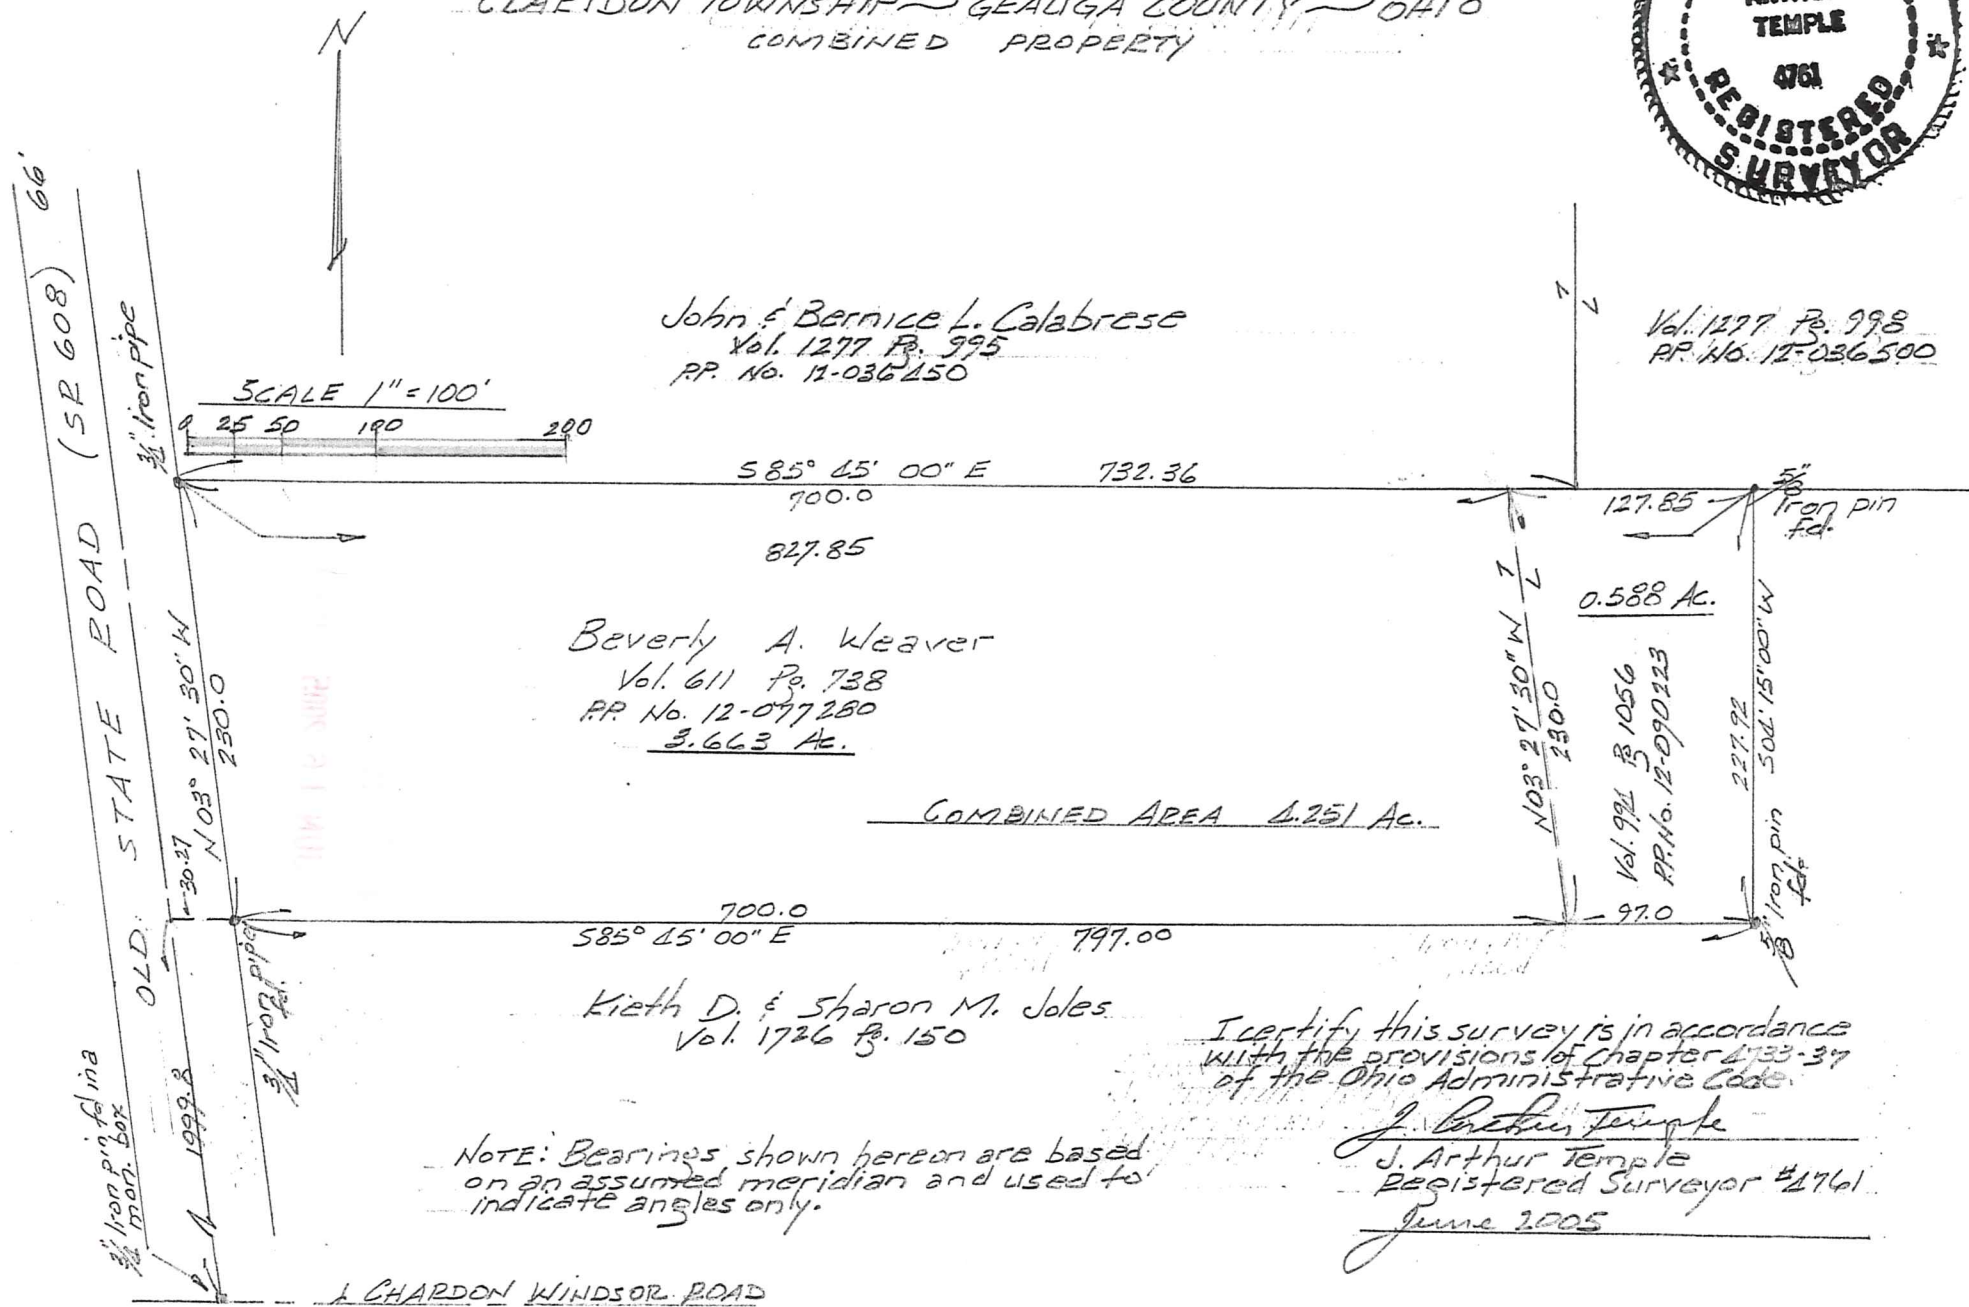 CLARIDON TOWNSHIP ~ GEAUGA COUNTY ~ OHIO
COMBINED PROPERTY
TEMPLE
4761
REGISTERED
SURVEYOR
N
66'
OLD STATE ROAD (SR 608)
3/4" Iron pipe
SCALE 1" = 100'
0 25 50 100 200
John & Bernice L. Calabrese
Vol. 1277 Pg. 995
P.P. No. 12-036450
Vol. 1277 Pg. 998
P.P. No. 12-036500
S 85° 45' 00" E 732.36
700.0
827.85
127.85
5/8"
Iron pin
fd.
N03° 27' 30" W
230.0
Beverly A. Weaver
Vol. 611 Pg. 738
P.P. No. 12-077280
3.663 Ac.
COMBINED AREA 4.251 Ac.
N03° 27' 30" W
230.0
0.588 Ac.
Vol. 994 Pg 1056
P.P. No. 12-090223
227.92
S04° 15' 00" W
5/8" Iron pin
fd.
30.27
700.0
97.0
S85° 45' 00" E 797.00
3/4" Iron pipe
fd.
Kieth D. & Sharon M. Joles
Vol. 1726 Pg. 150
I certify this survey is in accordance
with the provisions of chapter 4733-37
of the Ohio Administrative Code.
J. Arthur Temple
J. Arthur Temple
Registered Surveyor #4761
June 2005
NOTE: Bearings shown hereon are based
on an assumed meridian and used to
indicate angles only.
1999.8
Iron pin fd in a
mon. box
CHARDON WINDSOR ROAD